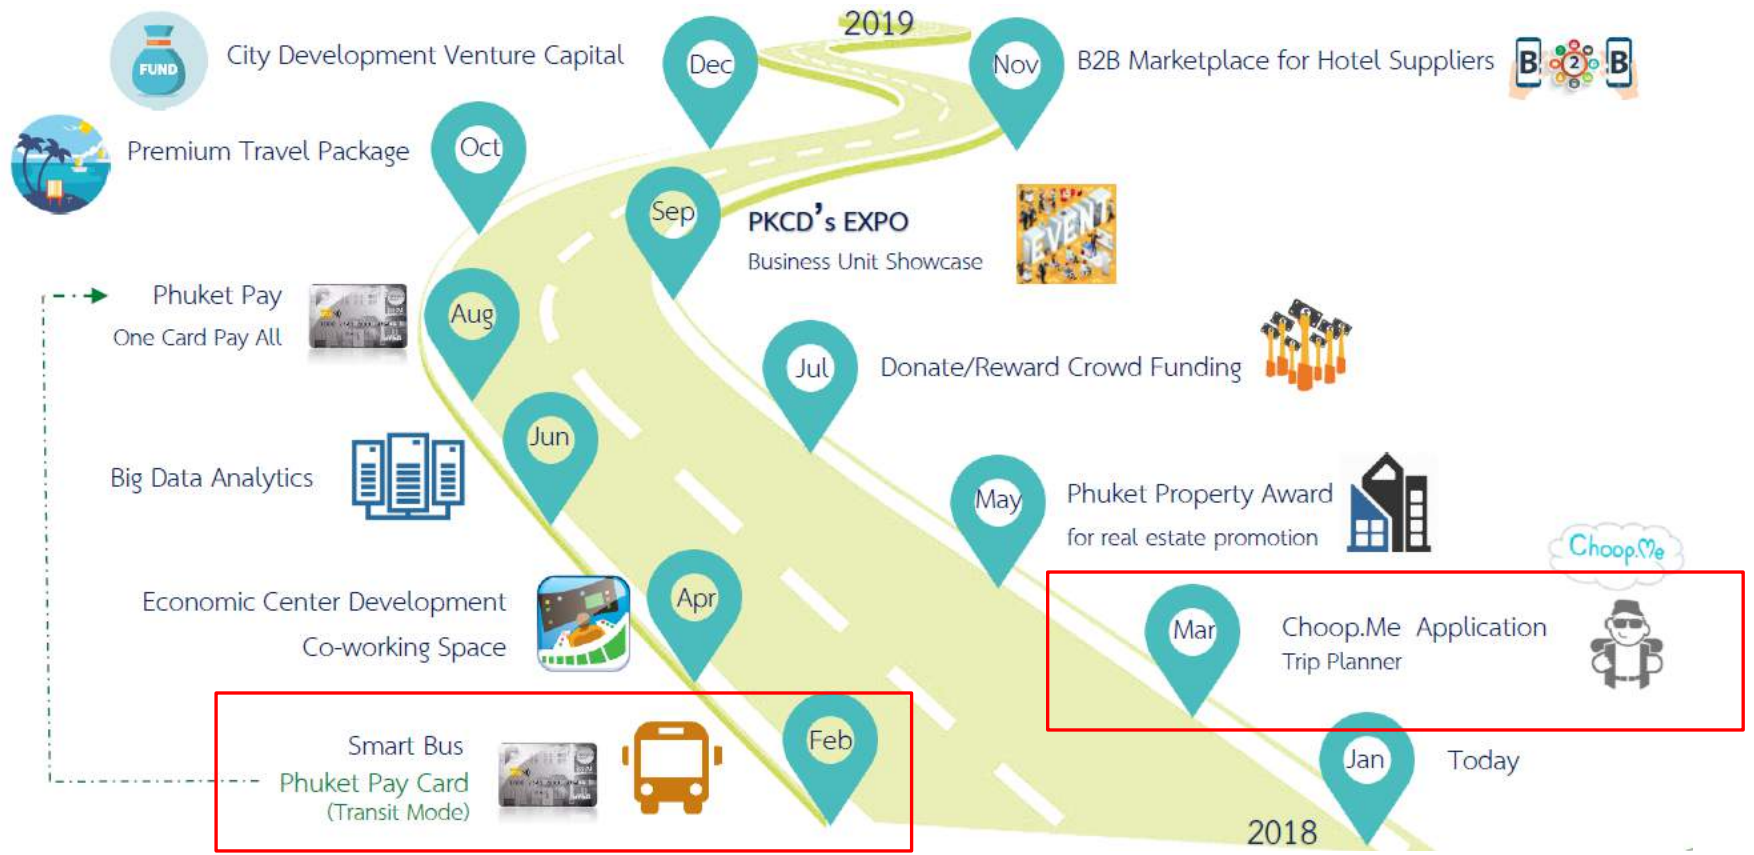 2019
FUND
City Development Venture Capital
Dec
Nov
B2B Marketplace for Hotel Suppliers
B 2 B
Premium Travel Package
Oct
Sep
PKCD's EXPO
Business Unit Showcase
EVENT
Phuket Pay
One Card Pay All
Aug
Jul
Donate/Reward Crowd Funding
Jun
Big Data Analytics
May
Phuket Property Award
for real estate promotion
Choop.Me
Economic Center Development
Co-working Space
Apr
Mar
Choop.Me Application
Trip Planner
Smart Bus
Phuket Pay Card
(Transit Mode)
Feb
Jan
Today
2018